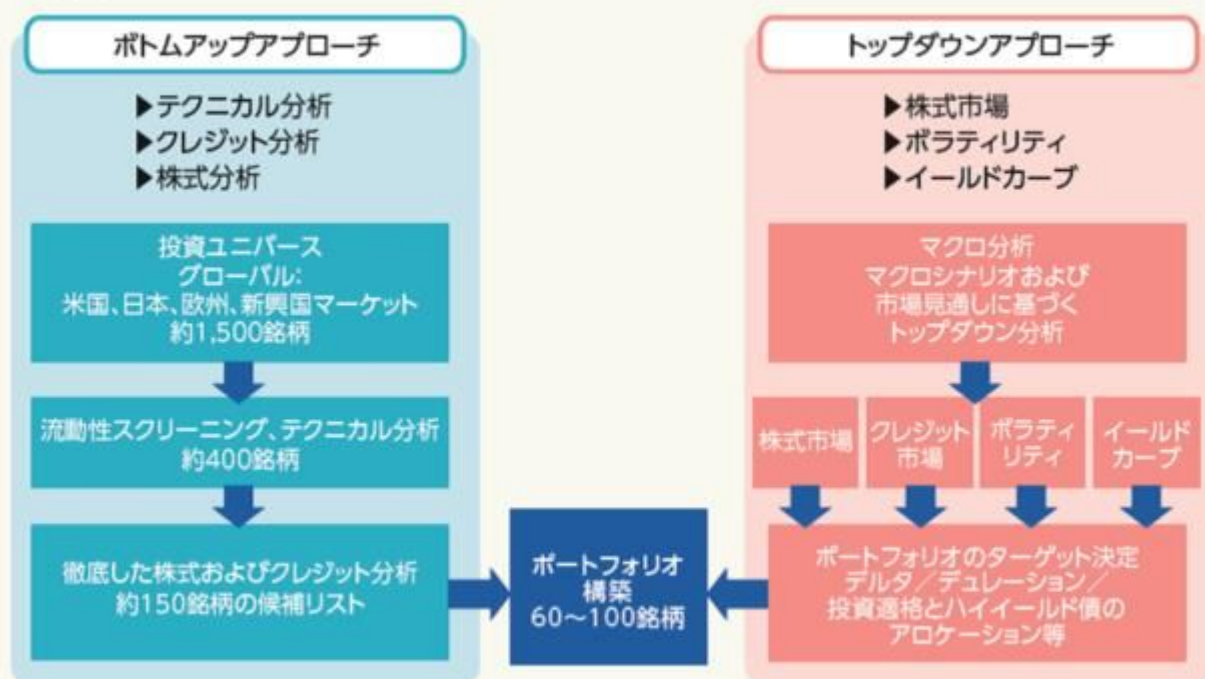 ボトムアップアプローチ
▶テクニカル分析
▶クレジット分析
▶株式分析
投資ユニバース
グローバル:
米国、日本、欧州、新興国マーケット
約1,500銘柄
流動性スクリーニング、テクニカル分析
約400銘柄
徹底した株式およびクレジット分析
約150銘柄の候補リスト
ポートフォリオ
構築
60～100銘柄
トップダウンアプローチ
▶株式市場
▶ボラティリティ
▶イールドカーブ
マクロ分析
マクロシナリオおよび
市場見通しに基づく
トップダウン分析
株式市場
クレジット
市場
ボラティ
リティ
イールド
カーブ
ポートフォリオのターゲット決定
デルタ／デュレーション／
投資適格とハイイールド債の
アロケーション等